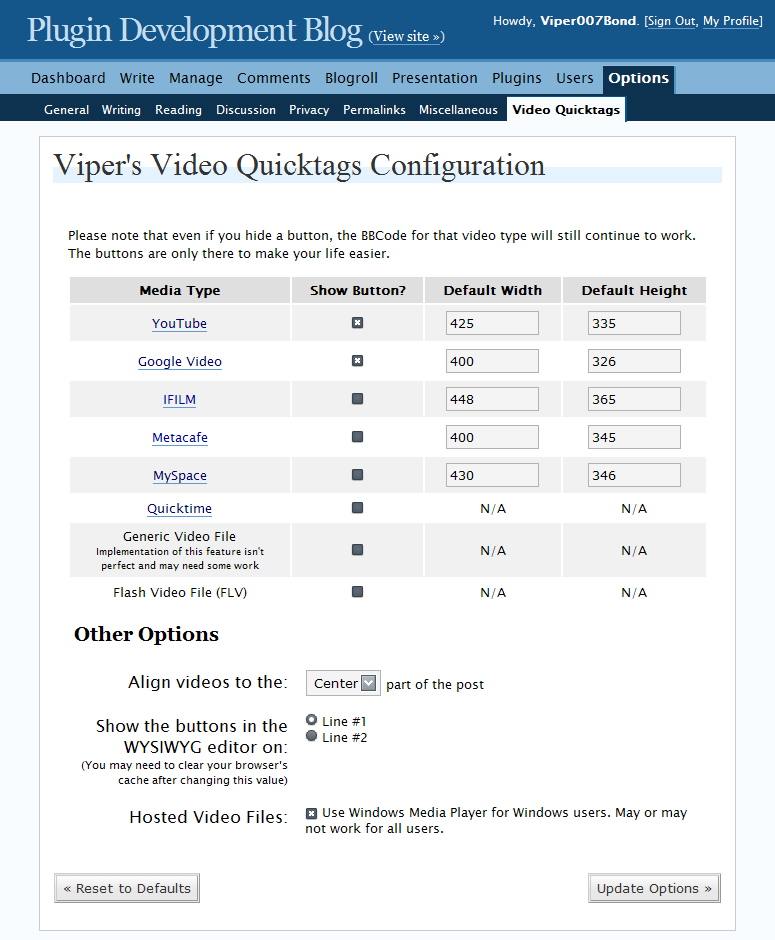 Plugin Development Blog (View site »)
Howdy, Viper007Bond. [Sign Out, My Profile]
Dashboard Write Manage Comments Blogroll Presentation Plugins Users Options
General Writing Reading Discussion Privacy Permalinks Miscellaneous Video Quicktags
Viper's Video Quicktags Configuration
Please note that even if you hide a button, the BBCode for that video type will still continue to work.
The buttons are only there to make your life easier.
Media Type Show Button? Default Width Default Height
YouTube 425 335
Google Video 400 326
IFILM 448 365
Metacafe 400 345
MySpace 430 346
Quicktime N/A N/A
Generic Video File
Implementation of this feature isn't
perfect and may need some work
N/A N/A
Flash Video File (FLV) N/A N/A
Other Options
Align videos to the: Center part of the post
Show the buttons in the
WYSIWYG editor on:
(You may need to clear your browser's
cache after changing this value)
Line #1
Line #2
Hosted Video Files: Use Windows Media Player for Windows users. May or may
not work for all users.
« Reset to Defaults Update Options »